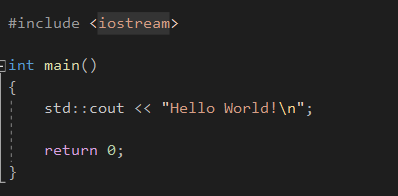 #include <iostream>
int main()
{
std::cout << "Hello World!\n";
return 0;
}